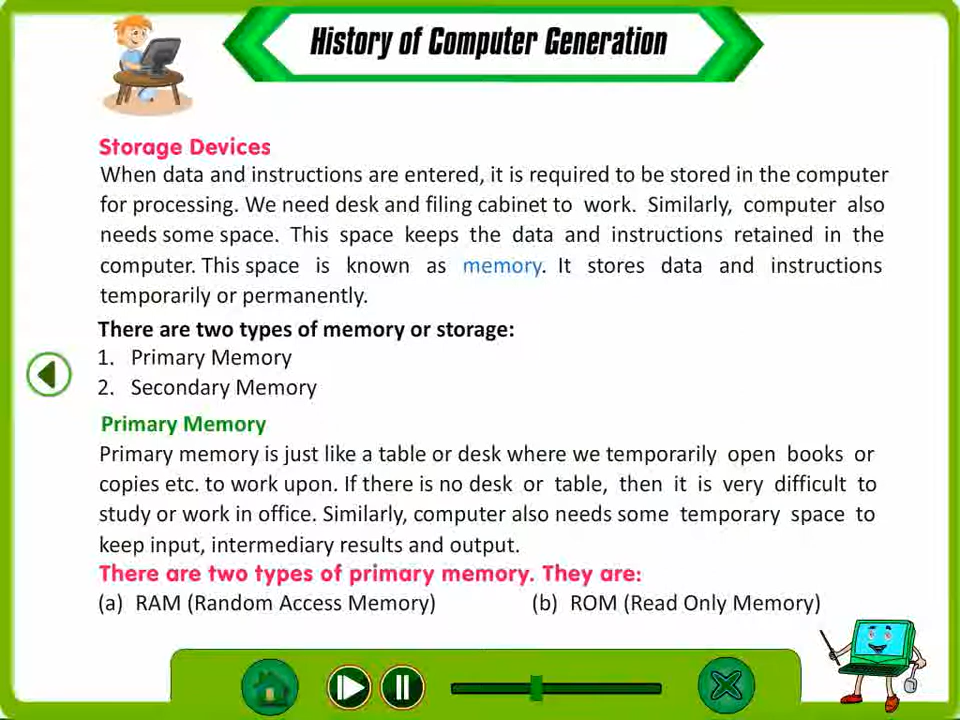 History of Computer Generation
Storage Devices
When data and instructions are entered, it is required to be stored in the computer
for processing. We need desk and filing cabinet to work. Similarly, computer also
needs some space. This space keeps the data and instructions retained in the
computer. This space is known as memory. It stores data and instructions
temporarily or permanently.
There are two types of memory or storage:
1. Primary Memory
2. Secondary Memory
Primary Memory
Primary memory is just like a table or desk where we temporarily open books or
copies etc. to work upon. If there is no desk or table, then it is very difficult to
study or work in office. Similarly, computer also needs some temporary space to
keep input, intermediary results and output.
There are two types of primary memory. They are:
(a) RAM (Random Access Memory) (b) ROM (Read Only Memory)